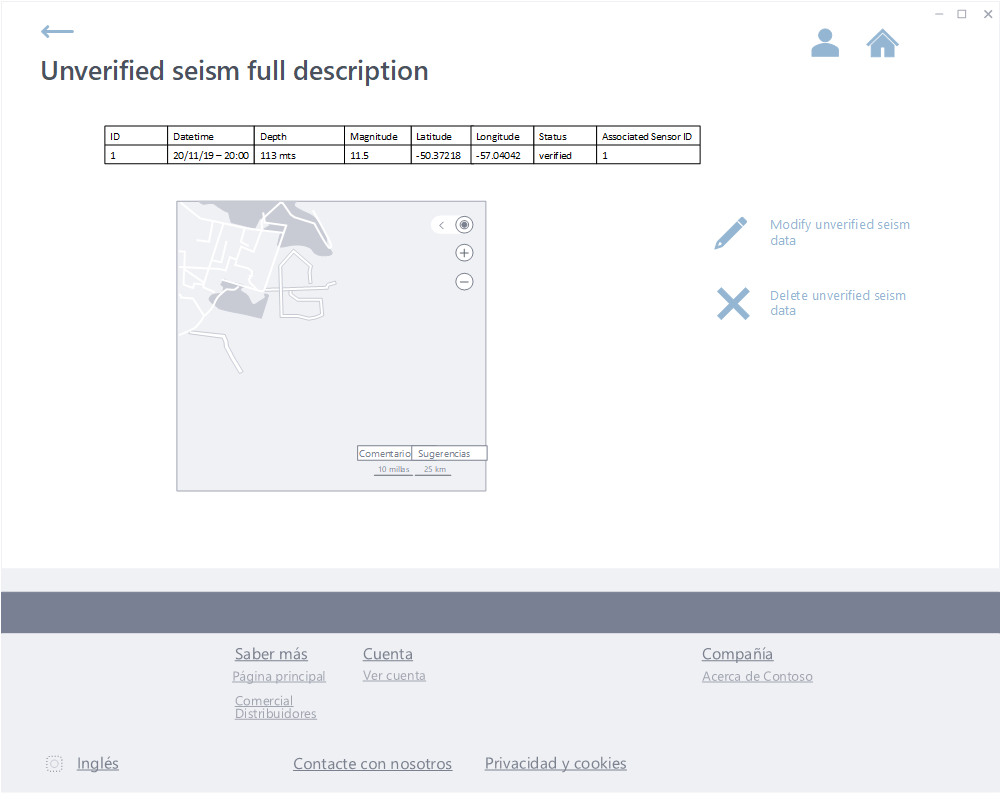 Unverified seism full description
ID Datetime Depth Magnitude Latitude Longitude Status Associated Sensor ID
1 20/11/19 – 20:00 113 mts 11.5 -50.37218 -57.04042 verified 1
Modify unverified seism
data
Delete unverified seism
data
Comentario Sugerencias
10 millas 25 km
Saber más Cuenta Compañía
Página principal Ver cuenta Acerca de Contoso
Comercial
Distribuidores
Inglés Contacte con nosotros Privacidad y cookies